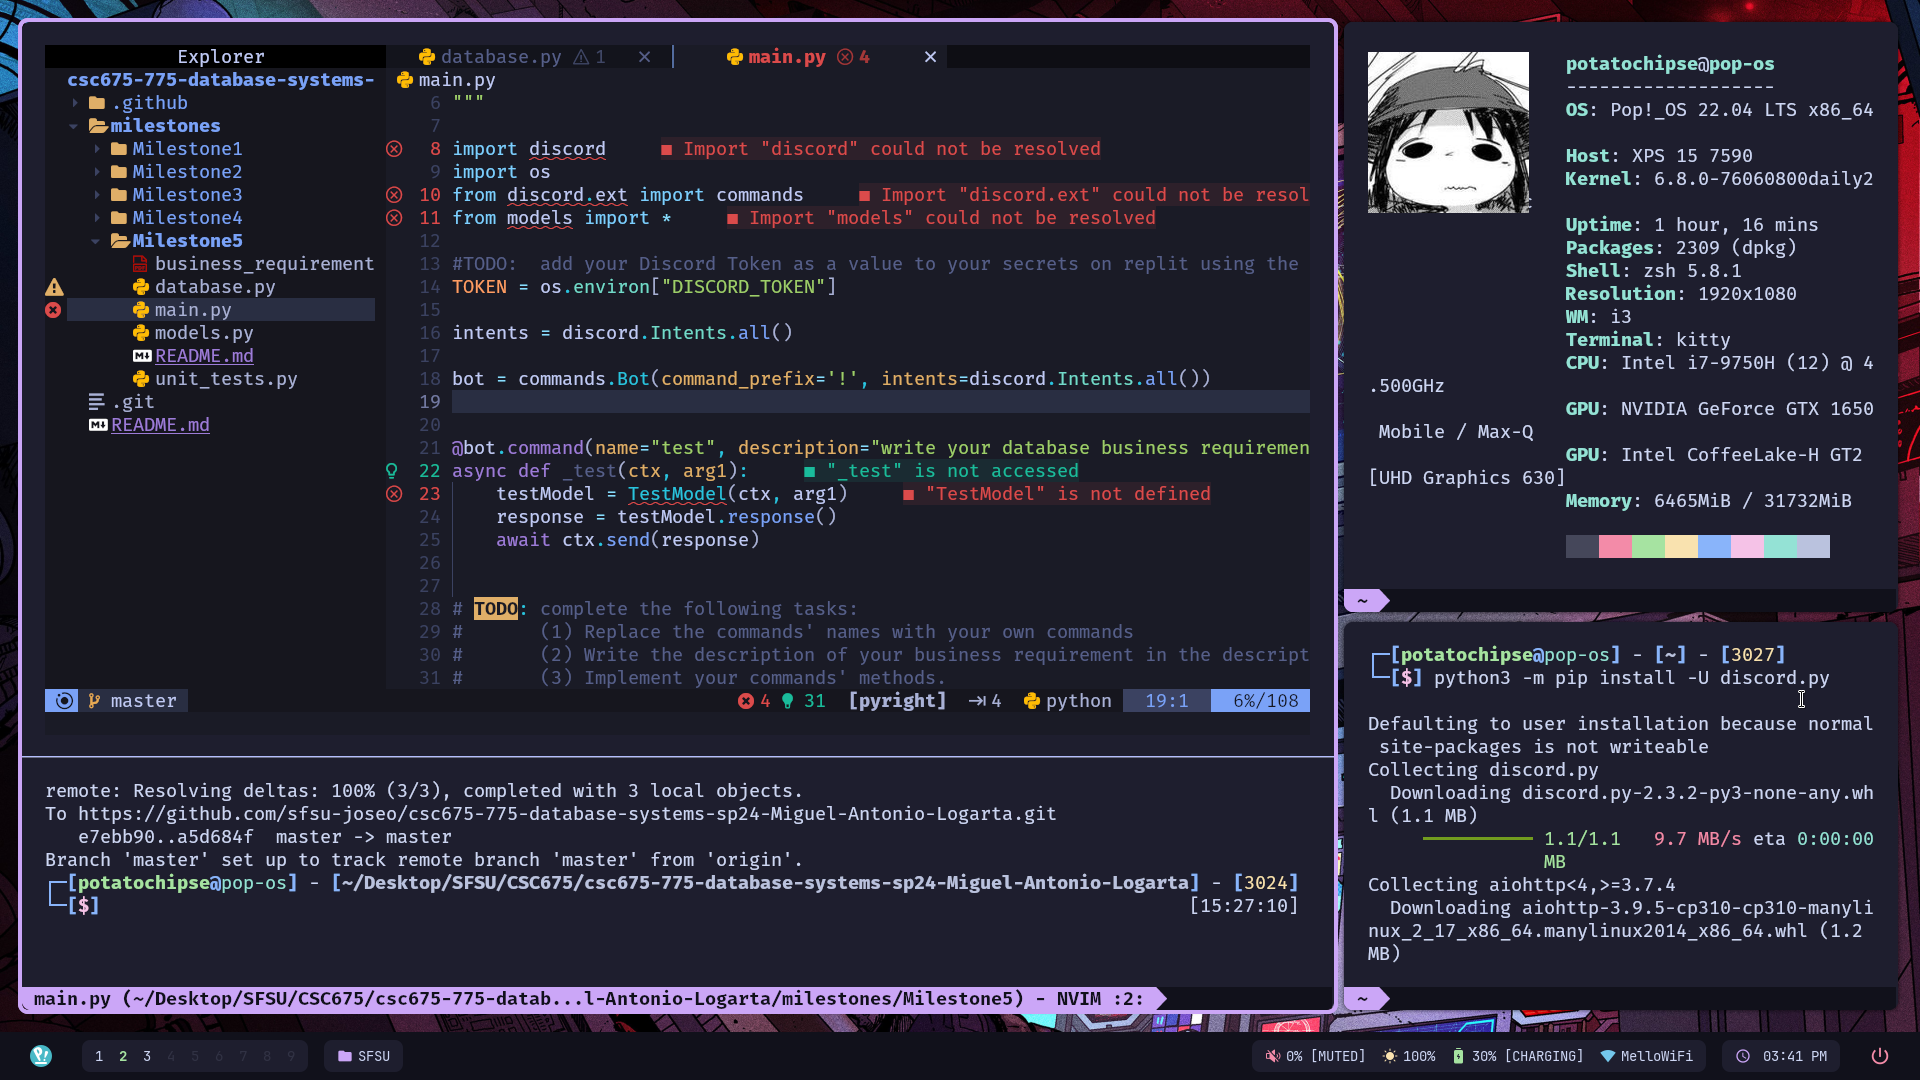 Explorer
csc675-775-database-systems-
.github
milestones
Milestone1
Milestone2
Milestone3
Milestone4
Milestone5
business_requirement
database.py
main.py
models.py
README.md
unit_tests.py
.git
README.md
database.py 1
main.py 4
main.py
6 """
7
8 import discord ■ Import "discord" could not be resolved
9 import os
10 from discord.ext import commands ■ Import "discord.ext" could not be resol
11 from models import * ■ Import "models" could not be resolved
12
13 #TODO: add your Discord Token as a value to your secrets on replit using the
14 TOKEN = os.environ["DISCORD_TOKEN"]
15
16 intents = discord.Intents.all()
17
18 bot = commands.Bot(command_prefix='!', intents=discord.Intents.all())
19
20
21 @bot.command(name="test", description="write your database business requiremen
22 async def _test(ctx, arg1): ■ "_test" is not accessed
23 testModel = TestModel(ctx, arg1) ■ "TestModel" is not defined
24 response = testModel.response()
25 await ctx.send(response)
26
27
28 # TODO: complete the following tasks:
29 # (1) Replace the commands' names with your own commands
30 # (2) Write the description of your business requirement in the descript
31 # (3) Implement your commands' methods.
master 4 31 [pyright] 4 python 19:1 6%/108
remote: Resolving deltas: 100% (3/3), completed with 3 local objects.
To https://github.com/sfsu-joseo/csc675-775-database-systems-sp24-Miguel-Antonio-Logarta.git
e7ebb90..a5d684f master -> master
Branch 'master' set up to track remote branch 'master' from 'origin'.
[potatochipse@pop-os] - [~/Desktop/SFSU/CSC675/csc675-775-database-systems-sp24-Miguel-Antonio-Logarta] - [3024]
[$] [15:27:10]
main.py (~/Desktop/SFSU/CSC675/csc675-775-datab...l-Antonio-Logarta/milestones/Milestone5) - NVIM :2:
potatochipse@pop-os
-------------------
OS: Pop!_OS 22.04 LTS x86_64
Host: XPS 15 7590
Kernel: 6.8.0-76060800daily2
Uptime: 1 hour, 16 mins
Packages: 2309 (dpkg)
Shell: zsh 5.8.1
Resolution: 1920x1080
WM: i3
Terminal: kitty
CPU: Intel i7-9750H (12) @ 4
.500GHz
GPU: NVIDIA GeForce GTX 1650
Mobile / Max-Q
GPU: Intel CoffeeLake-H GT2
[UHD Graphics 630]
Memory: 6465MiB / 31732MiB
~
[potatochipse@pop-os] - [~] - [3027]
[$] python3 -m pip install -U discord.py
Defaulting to user installation because normal
site-packages is not writeable
Collecting discord.py
Downloading discord.py-2.3.2-py3-none-any.wh
l (1.1 MB)
1.1/1.1 9.7 MB/s eta 0:00:00
MB
Collecting aiohttp<4,>=3.7.4
Downloading aiohttp-3.9.5-cp310-cp310-manyli
nux_2_17_x86_64.manylinux2014_x86_64.whl (1.2
MB)
~
1 2 3 4 5 6 7 8 9 SFSU 0% [MUTED] 100% 30% [CHARGING] MelloWiFi 03:41 PM